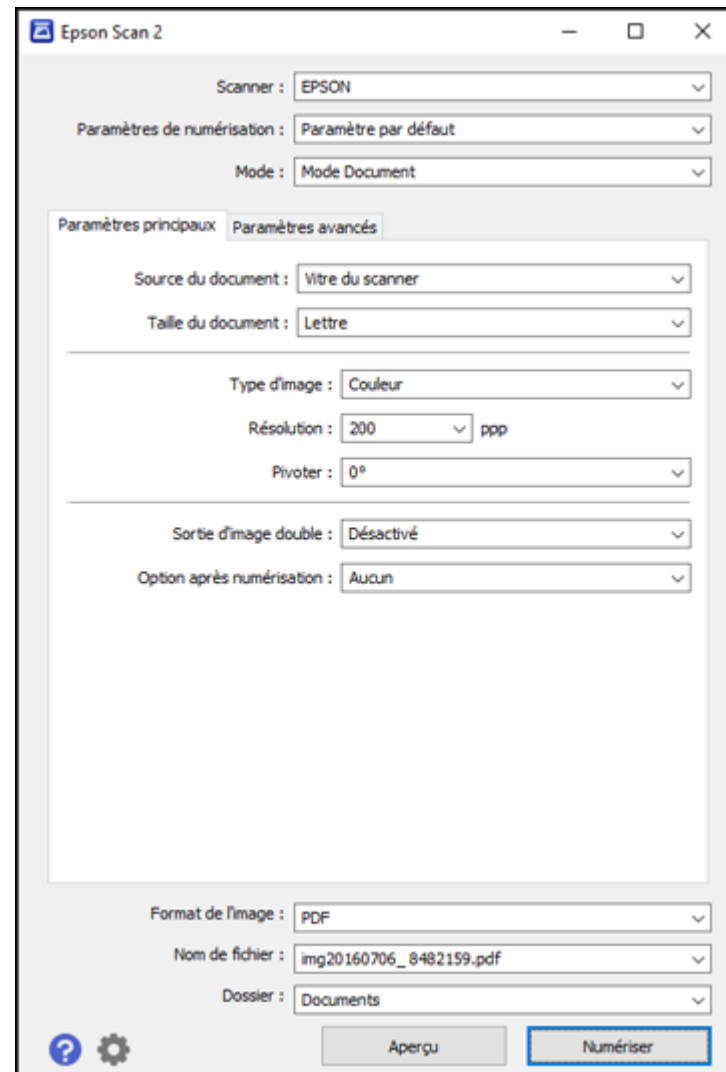 Epson Scan 2
Scanner : EPSON
Paramètres de numérisation : Paramètre par défaut
Mode : Mode Document
Paramètres principaux Paramètres avancés
Source du document : Vitre du scanner
Taille du document : Lettre
Type d'image : Couleur
Résolution : 200 ppp
Pivoter : 0°
Sortie d'image double : Désactivé
Option après numérisation : Aucun
Format de l'image : PDF
Nom de fichier : img20160706_8482159.pdf
Dossier : Documents
? Aperçu Numériser